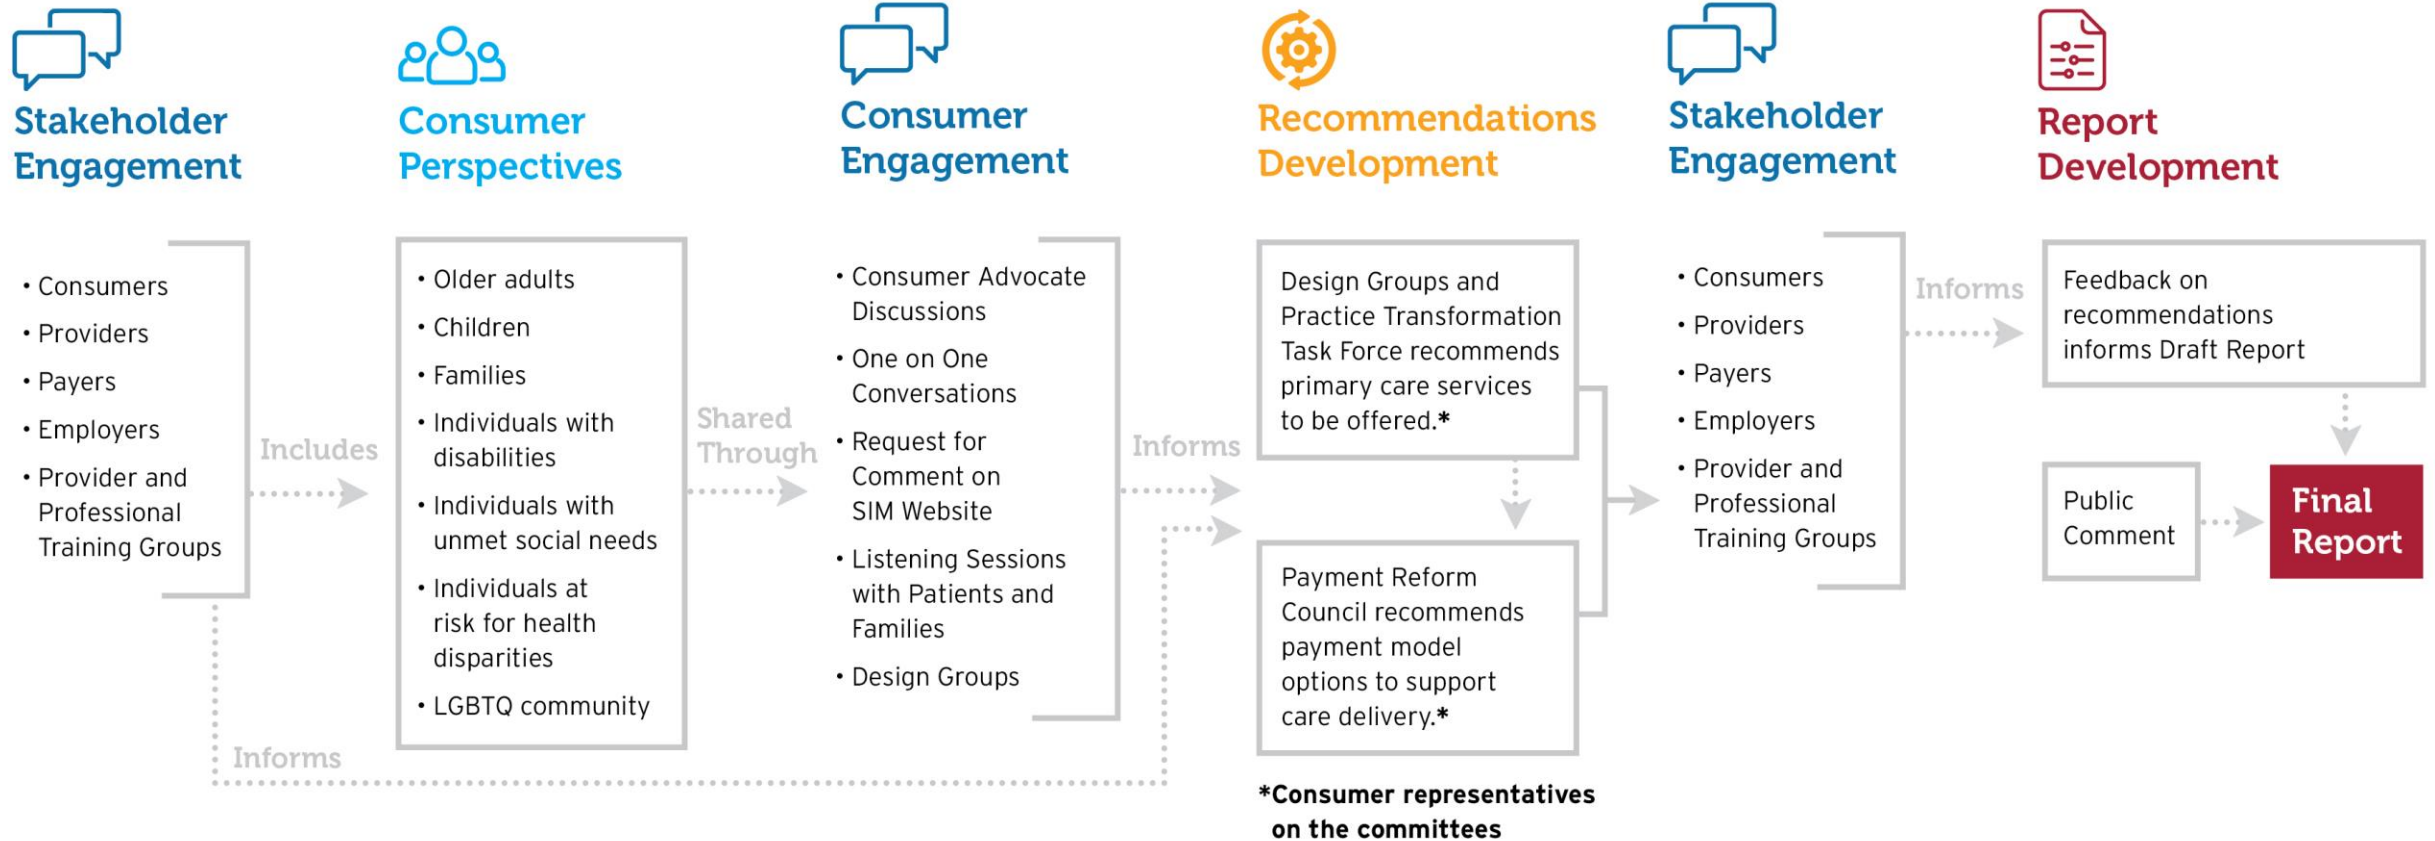 Stakeholder
Engagement
• Consumers
• Providers
• Payers
• Employers
• Provider and
Professional
Training Groups
Includes
Informs
Consumer
Perspectives
• Older adults
• Children
• Families
• Individuals with
disabilities
• Individuals with
unmet social needs
• Individuals at
risk for health
disparities
• LGBTQ community
Shared
Through
Consumer
Engagement
• Consumer Advocate
Discussions
• One on One
Conversations
• Request for
Comment on
SIM Website
• Listening Sessions
with Patients and
Families
• Design Groups
Informs
Recommendations
Development
Design Groups and
Practice Transformation
Task Force recommends
primary care services
to be offered.*
Payment Reform
Council recommends
payment model
options to support
care delivery.*
*Consumer representatives
on the committees
Stakeholder
Engagement
• Consumers
• Providers
• Payers
• Employers
• Provider and
Professional
Training Groups
Informs
Report
Development
Feedback on
recommendations
informs Draft Report
Public
Comment
Final
Report